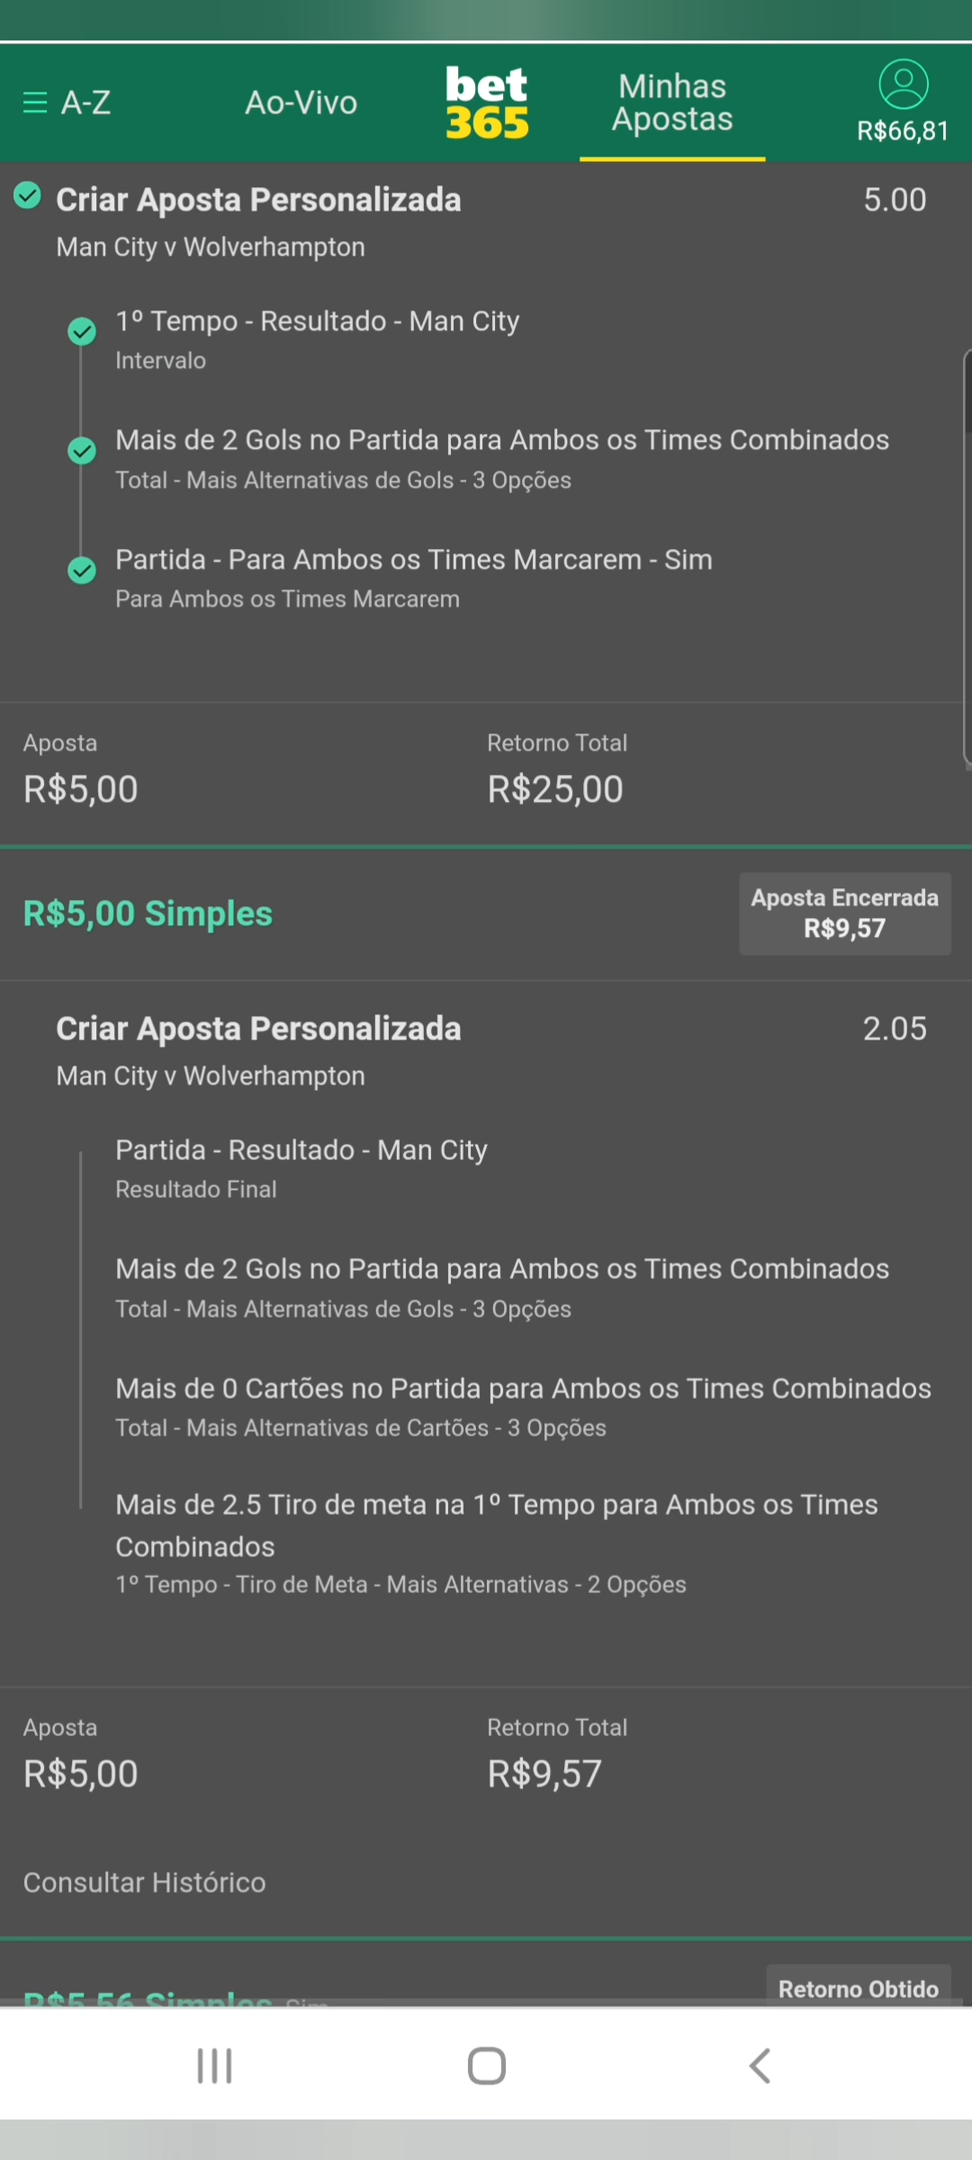 A-Z
Ao-Vivo
bet
365
Minhas
Apostas
R$66,81
Criar Aposta Personalizada 5.00
Man City v Wolverhampton
1º Tempo - Resultado - Man City
Intervalo
Mais de 2 Gols no Partida para Ambos os Times Combinados
Total - Mais Alternativas de Gols - 3 Opções
Partida - Para Ambos os Times Marcarem - Sim
Para Ambos os Times Marcarem
Aposta Retorno Total
R$5,00 R$25,00
R$5,00 Simples
Aposta Encerrada
R$9,57
Criar Aposta Personalizada 2.05
Man City v Wolverhampton
Partida - Resultado - Man City
Resultado Final
Mais de 2 Gols no Partida para Ambos os Times Combinados
Total - Mais Alternativas de Gols - 3 Opções
Mais de 0 Cartões no Partida para Ambos os Times Combinados
Total - Mais Alternativas de Cartões - 3 Opções
Mais de 2.5 Tiro de meta na 1º Tempo para Ambos os Times
Combinados
1º Tempo - Tiro de Meta - Mais Alternativas - 2 Opções
Aposta Retorno Total
R$5,00 R$9,57
Consultar Histórico
R$5,56 Simples Sim
Retorno Obtido